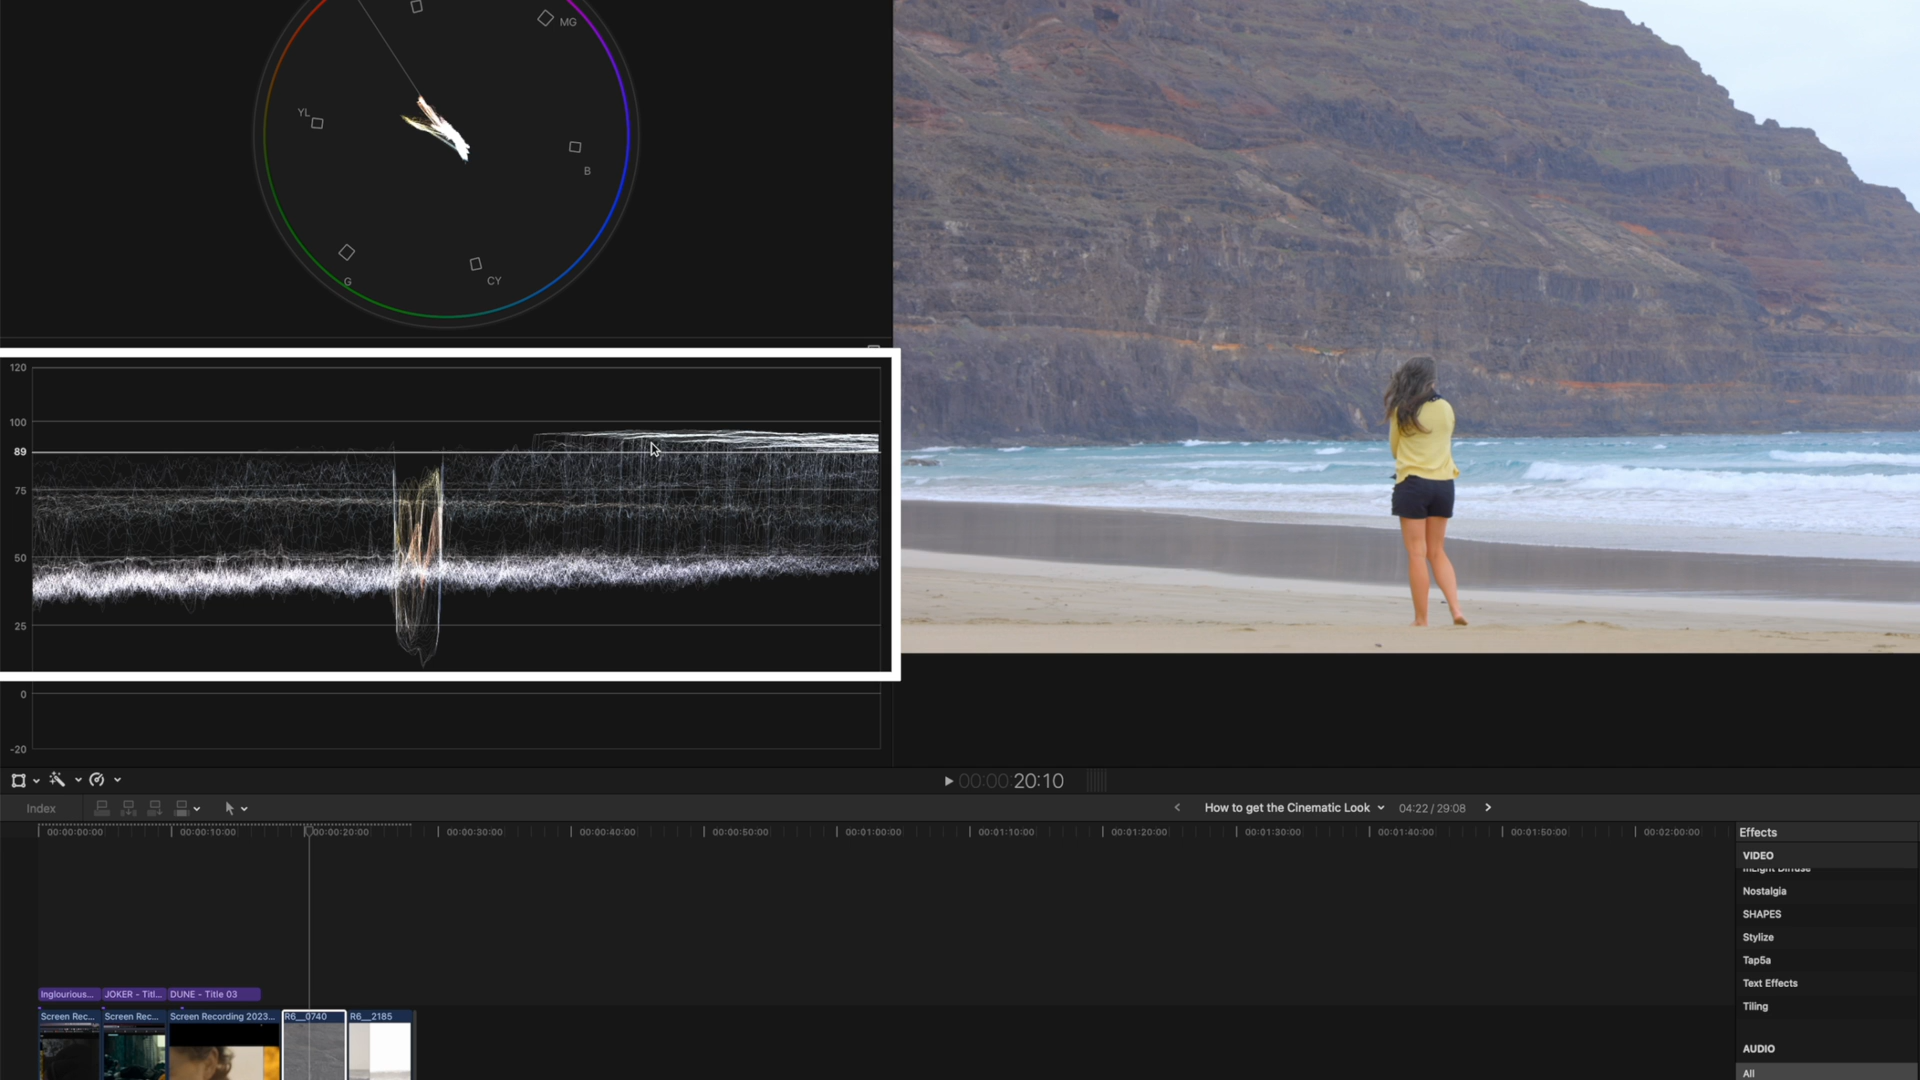 MG
YL
B
G
CY
120
100
89
75
50
25
0
-20
00:00:20:10
Index
How to get the Cinematic Look
04:22 / 29:08
00:00:00:00 00:00:10:00 00:00:20:00 00:00:30:00 00:00:40:00 00:00:50:00 00:01:00:00 00:01:10:00 00:01:20:00 00:01:30:00 00:01:40:00 00:01:50:00 00:02:00:00
Effects
VIDEO
Nostalgia
SHAPES
Stylize
Tap5a
Text Effects
Tiling
AUDIO
All
Inglourious... JOKER - Titl... DUNE - Title 03
Screen Rec... Screen Rec... Screen Recording 2023... R6__0740 R6__2185